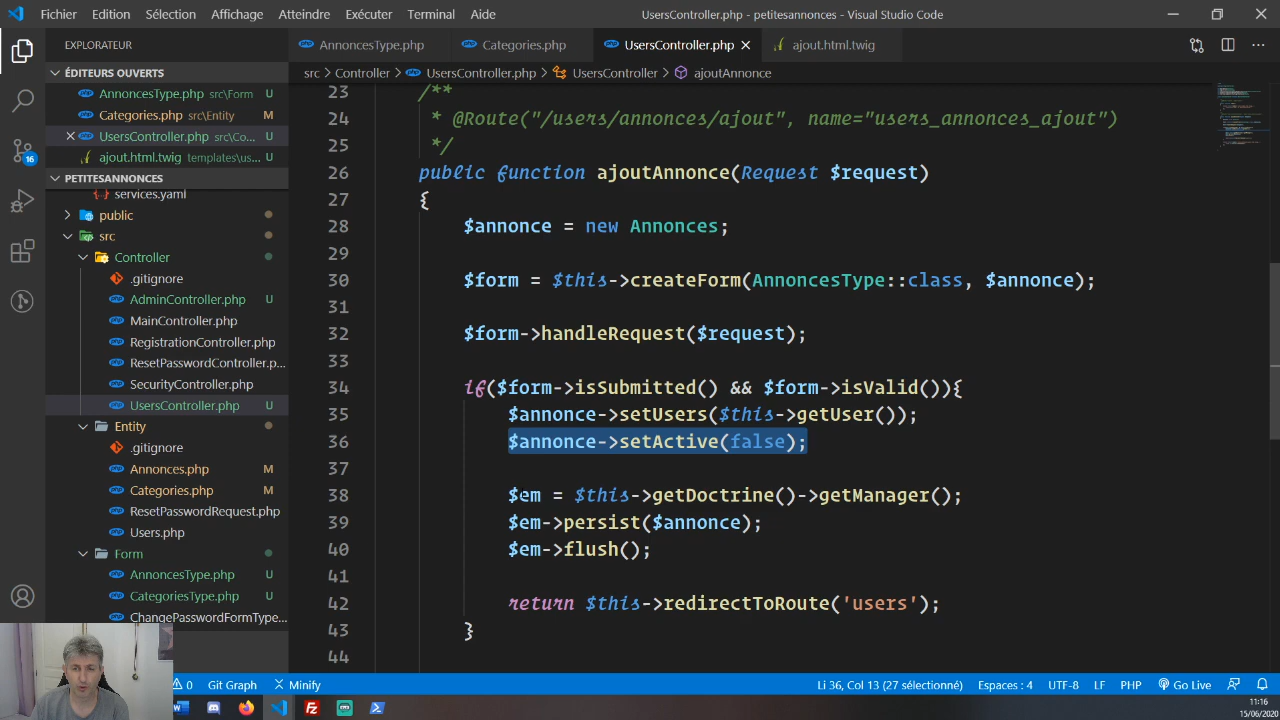 Fichier Edition Sélection Affichage Atteindre Exécuter Terminal Aide UsersController.php - petitesannonces - Visual Studio Code
EXPLORATEUR
AnnoncesType.php Categories.php UsersController.php ajout.html.twig
ÉDITEURS OUVERTS
src > Controller > UsersController.php > UsersController > ajoutAnnonce
AnnoncesType.php src\Form U
Categories.php src\Entity M
UsersController.php src\Co... U
ajout.html.twig templates\us... U
PETITESANNONCES
services.yaml
public
src
Controller
.gitignore
AdminController.php U
MainController.php
RegistrationController.php
ResetPasswordController.p...
SecurityController.php
UsersController.php U
Entity
.gitignore
Annonces.php M
Categories.php M
ResetPasswordRequest.php
Users.php
Form
AnnoncesType.php U
CategoriesType.php U
ChangePasswordFormType...
16
23 /**
24 * @Route("/users/annonces/ajout", name="users_annonces_ajout")
25 */
26 public function ajoutAnnonce(Request $request)
27 {
28 $annonce = new Annonces;
29
30 $form = $this->createForm(AnnoncesType::class, $annonce);
31
32 $form->handleRequest($request);
33
34 if($form->isSubmitted() && $form->isValid()){
35 $annonce->setUsers($this->getUser());
36 $annonce->setActive(false);
37
38 $em = $this->getDoctrine()->getManager();
39 $em->persist($annonce);
40 $em->flush();
41
42 return $this->redirectToRoute('users');
43 }
44
0 Git Graph Minify Li 36, Col 13 (27 sélectionné) Espaces : 4 UTF-8 LF PHP Go Live
11:16
15/06/2020